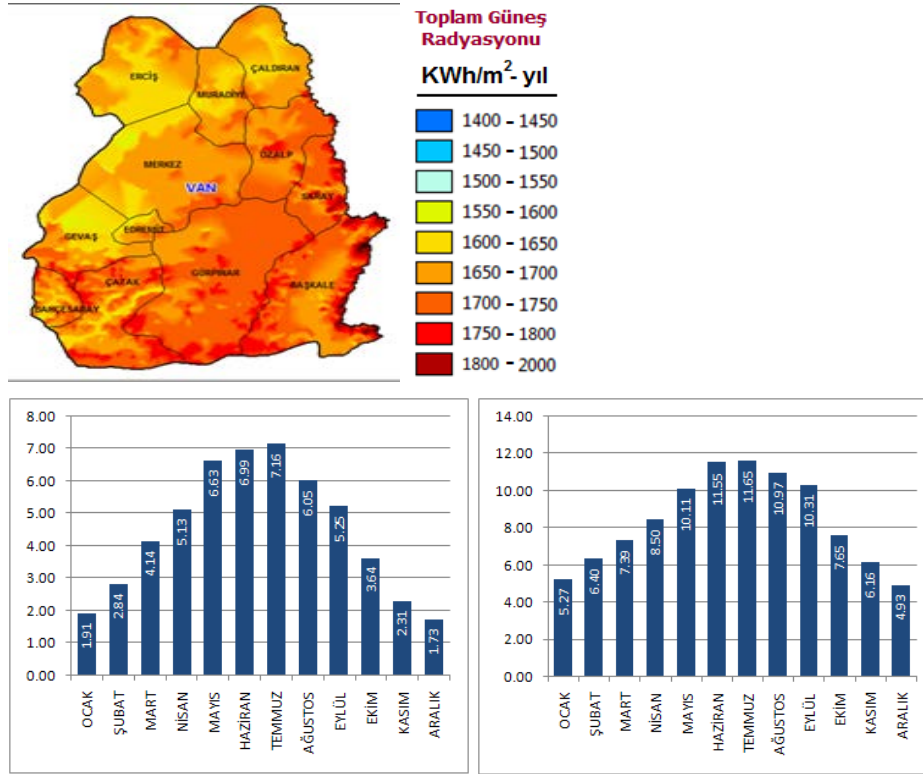 Toplam Güneş
Radyasyonu
KWh/m²- yıl
1400 - 1450
1450 - 1500
1500 - 1550
1550 - 1600
1600 - 1650
1650 - 1700
1700 - 1750
1750 - 1800
1800 - 2000
ERCİŞ
ÇALDIRAN
MURADİYE
MERKEZ
ÖZALP
VAN
SARAY
EDREMİT
GEVAŞ
GÜRPINAR
ÇATAK
BAŞKALE
BAHÇESARAY
8.00
7.00
6.00
5.00
4.00
3.00
2.00
1.00
0.00
1.91
2.84
4.14
5.13
6.63
6.99
7.16
6.05
5.25
3.64
2.31
1.73
OCAK
ŞUBAT
MART
NİSAN
MAYIS
HAZİRAN
TEMMUZ
AĞUSTOS
EYLÜL
EKİM
KASIM
ARALIK
14.00
12.00
10.00
8.00
6.00
4.00
2.00
0.00
5.27
6.40
7.39
8.50
10.11
11.55
11.65
10.97
10.31
7.65
6.16
4.93
OCAK
ŞUBAT
MART
NİSAN
MAYIS
HAZİRAN
TEMMUZ
AĞUSTOS
EYLÜL
EKİM
KASIM
ARALIK